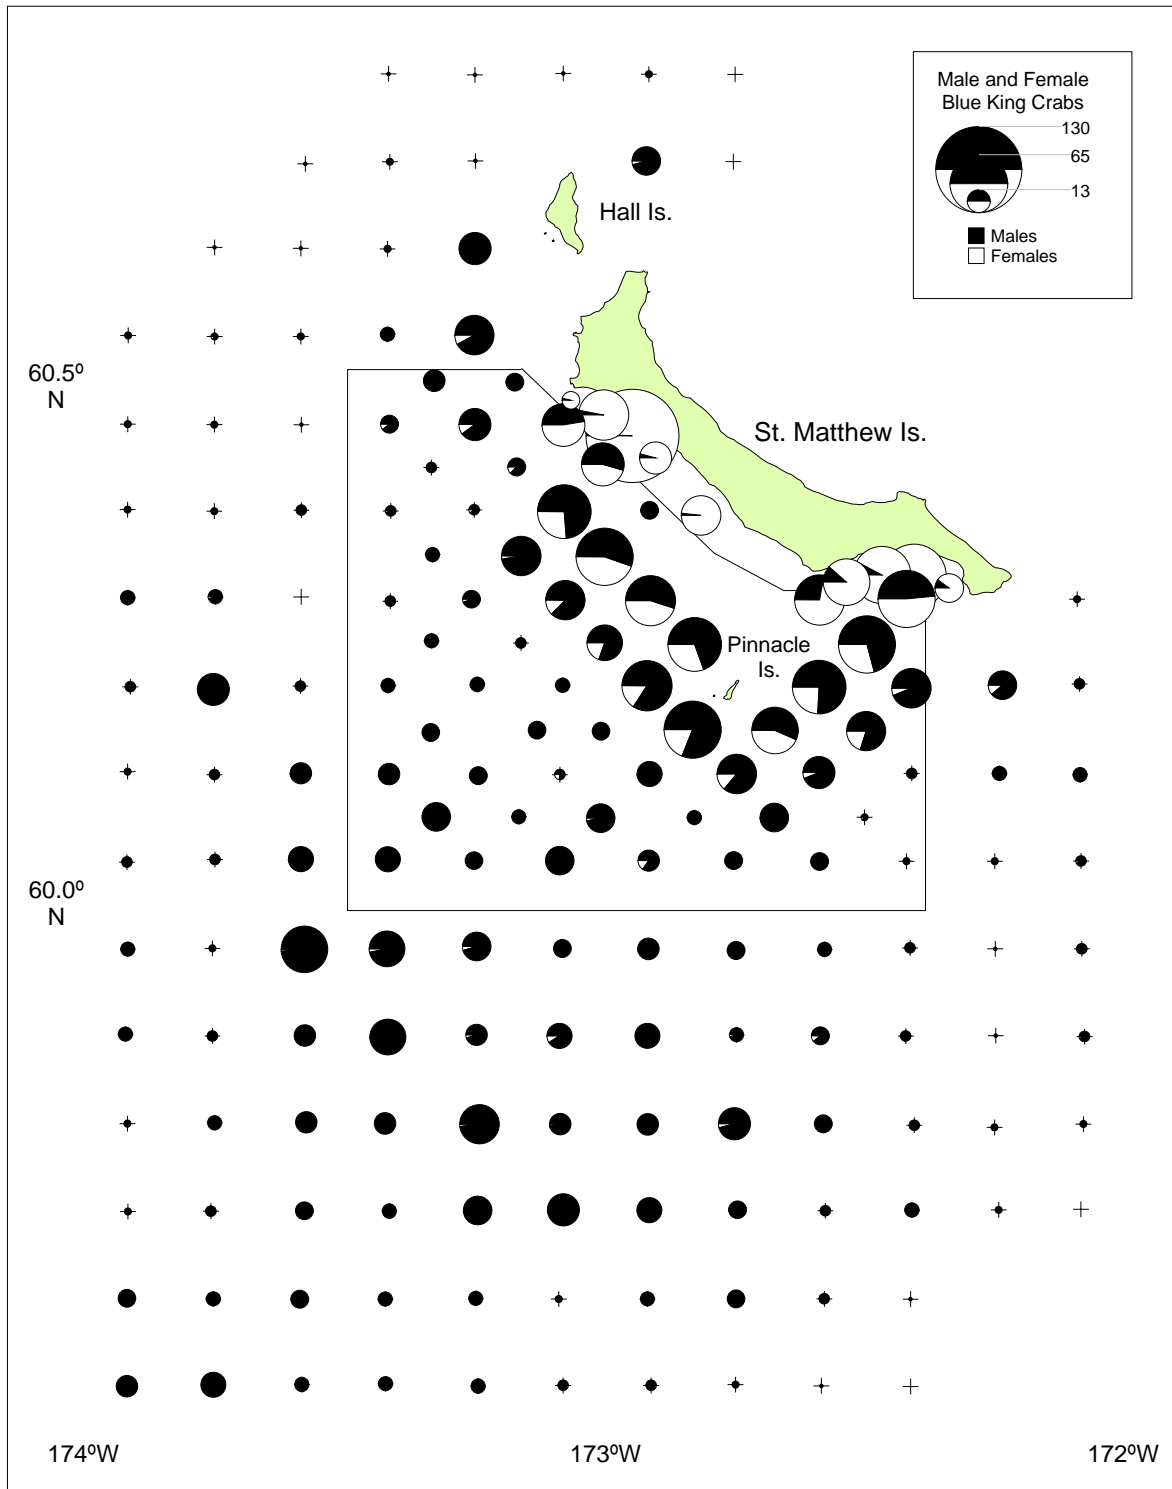 Male and Female
Blue King Crabs
130
65
13
Males
Females
Hall Is.
60.5º
N
St. Matthew Is.
Pinnacle
Is.
60.0º
N
174ºW
173ºW
172ºW